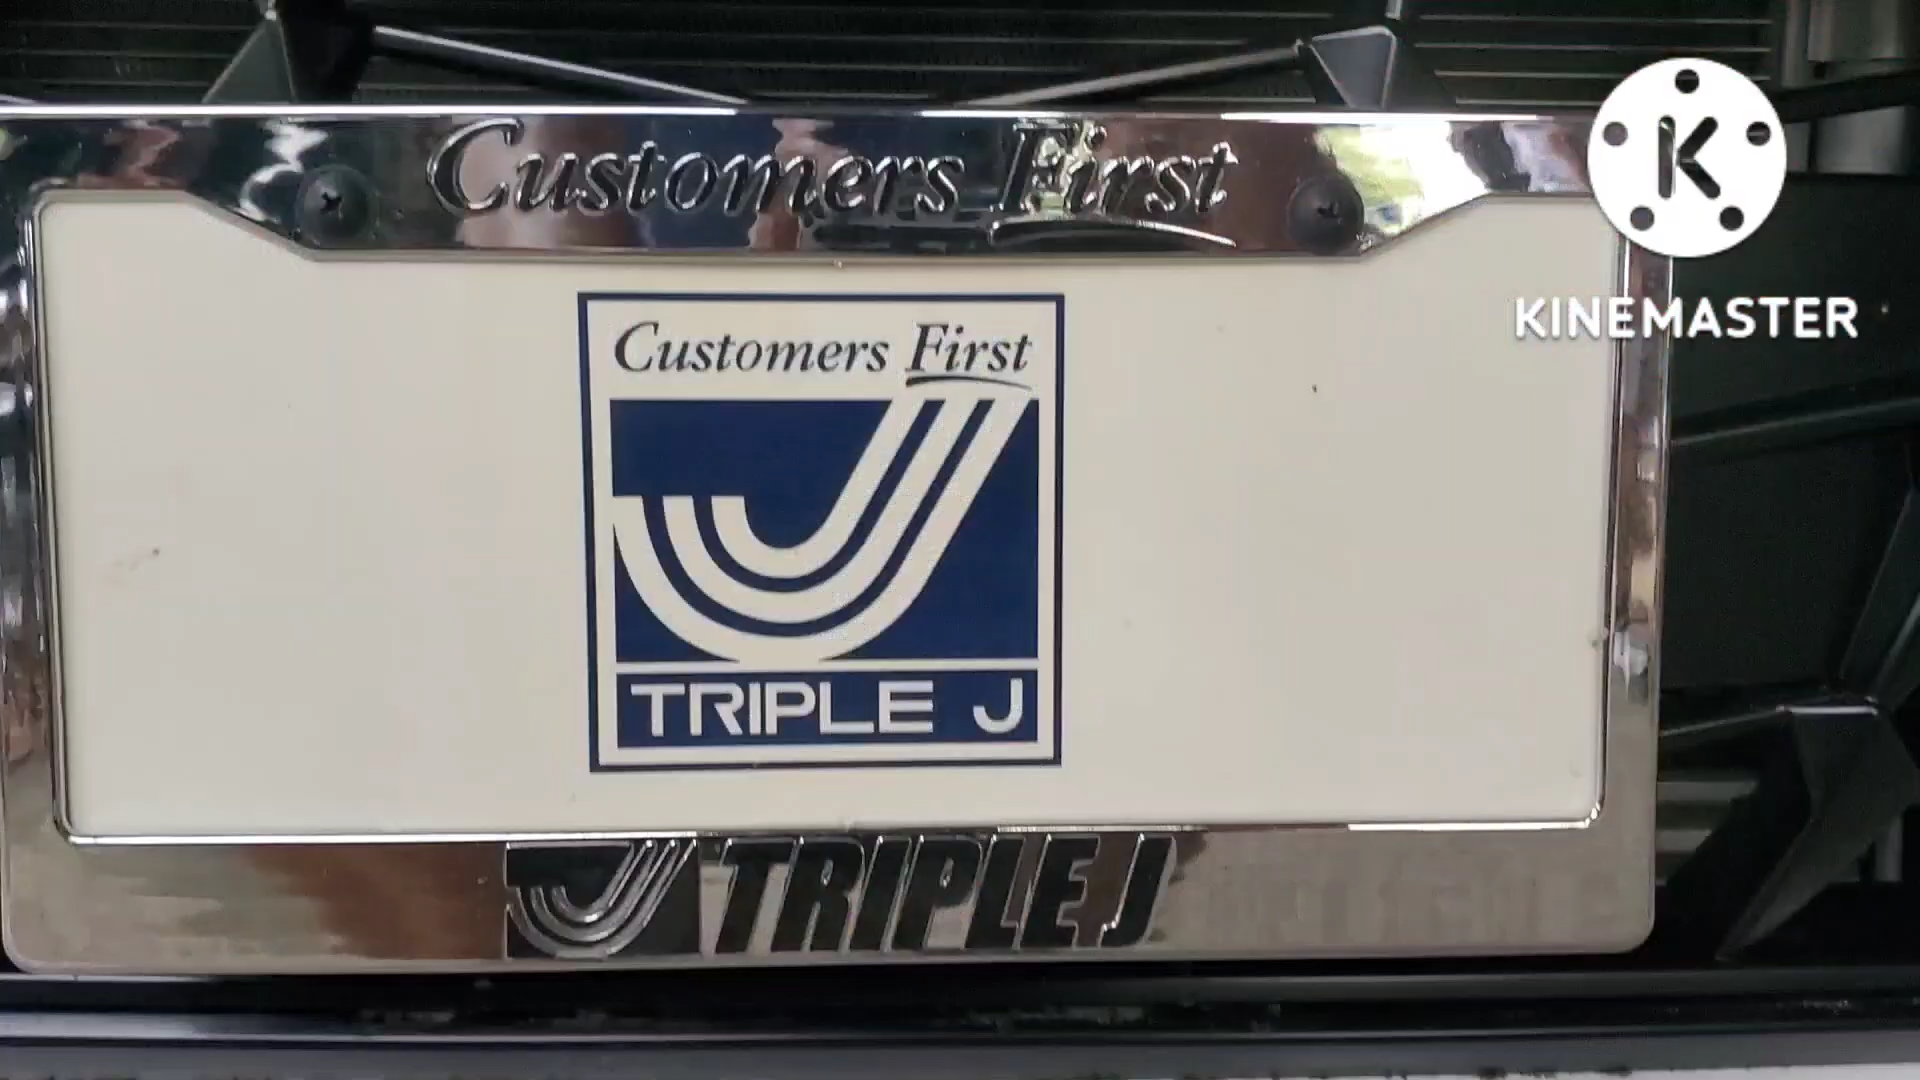 Customers First
K
KINEMASTER
Customers First
TRIPLE J
TRIPLE J